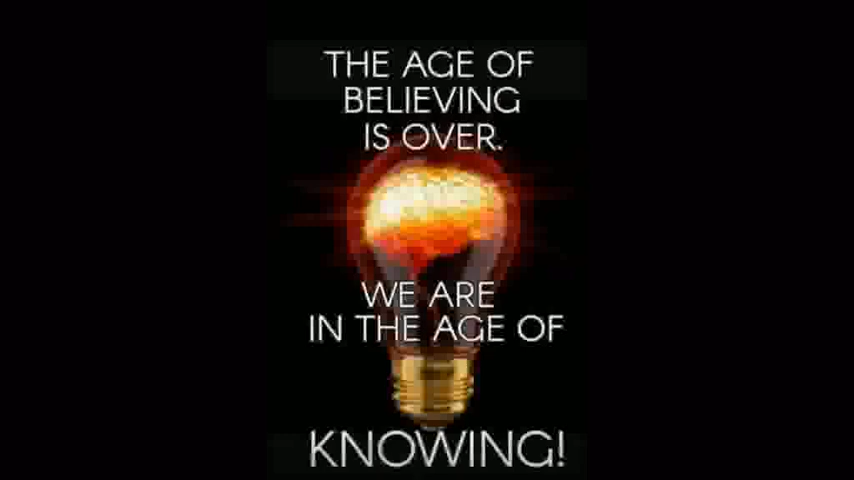 THE AGE OF
BELIEVING
IS OVER.
WE ARE
IN THE AGE OF
KNOWING!